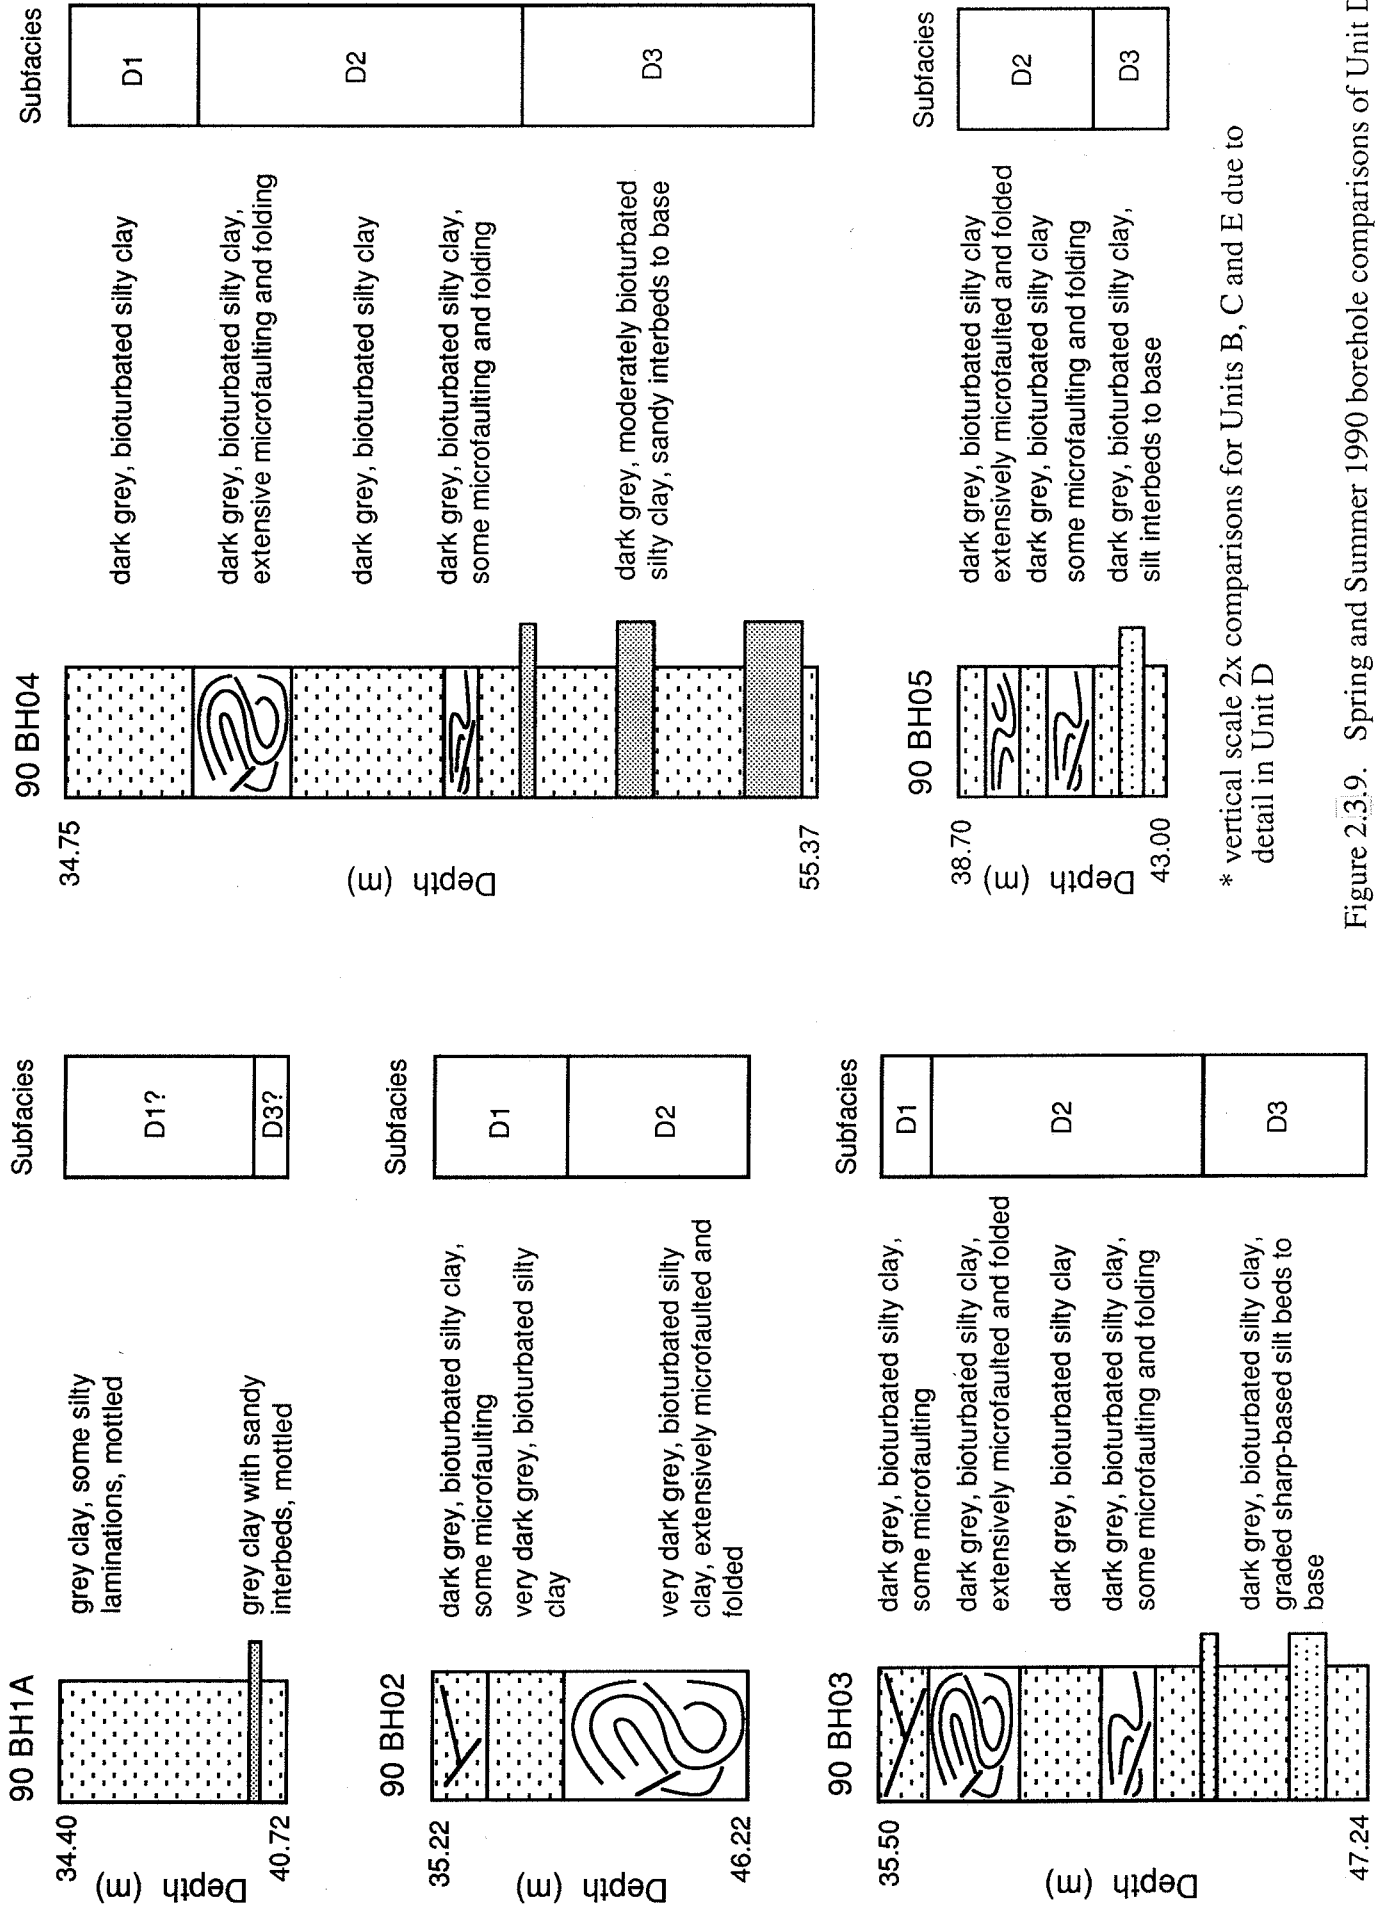 90 BH1A
Subfacies
34.40
Depth (m)
40.72
grey clay, some silty
laminations, mottled
grey clay with sandy
interbeds, mottled
D1?
D3?
90 BH02
Subfacies
35.22
Depth (m)
46.22
dark grey, bioturbated silty clay,
some microfaulting
very dark grey, bioturbated silty
clay
very dark grey, bioturbated silty
clay, extensively microfaulted and
folded
D1
D2
90 BH03
Subfacies
35.50
Depth (m)
47.24
dark grey, bioturbated silty clay,
some microfaulting
dark grey, bioturbated silty clay,
extensively microfaulted and folded
dark grey, bioturbated silty clay
dark grey, bioturbated silty clay,
some microfaulting and folding
dark grey, bioturbated silty clay,
graded sharp-based silt beds to
base
D1
D2
D3
90 BH04
Subfacies
34.75
Depth (m)
55.37
dark grey, bioturbated silty clay
dark grey, bioturbated silty clay,
extensive microfaulting and folding
dark grey, bioturbated silty clay
dark grey, bioturbated silty clay,
some microfaulting and folding
dark grey, moderately bioturbated
silty clay, sandy interbeds to base
D1
D2
D3
90 BH05
Subfacies
38.70
Depth (m)
43.00
dark grey, bioturbated silty clay
extensively microfaulted and folded
dark grey, bioturbated silty clay
some microfaulting and folding
dark grey, bioturbated silty clay,
silt interbeds to base
D2
D3
* vertical scale 2x comparisons for Units B, C and E due to
detail in Unit D
Figure 2.3.9. Spring and Summer 1990 borehole comparisons of Unit D